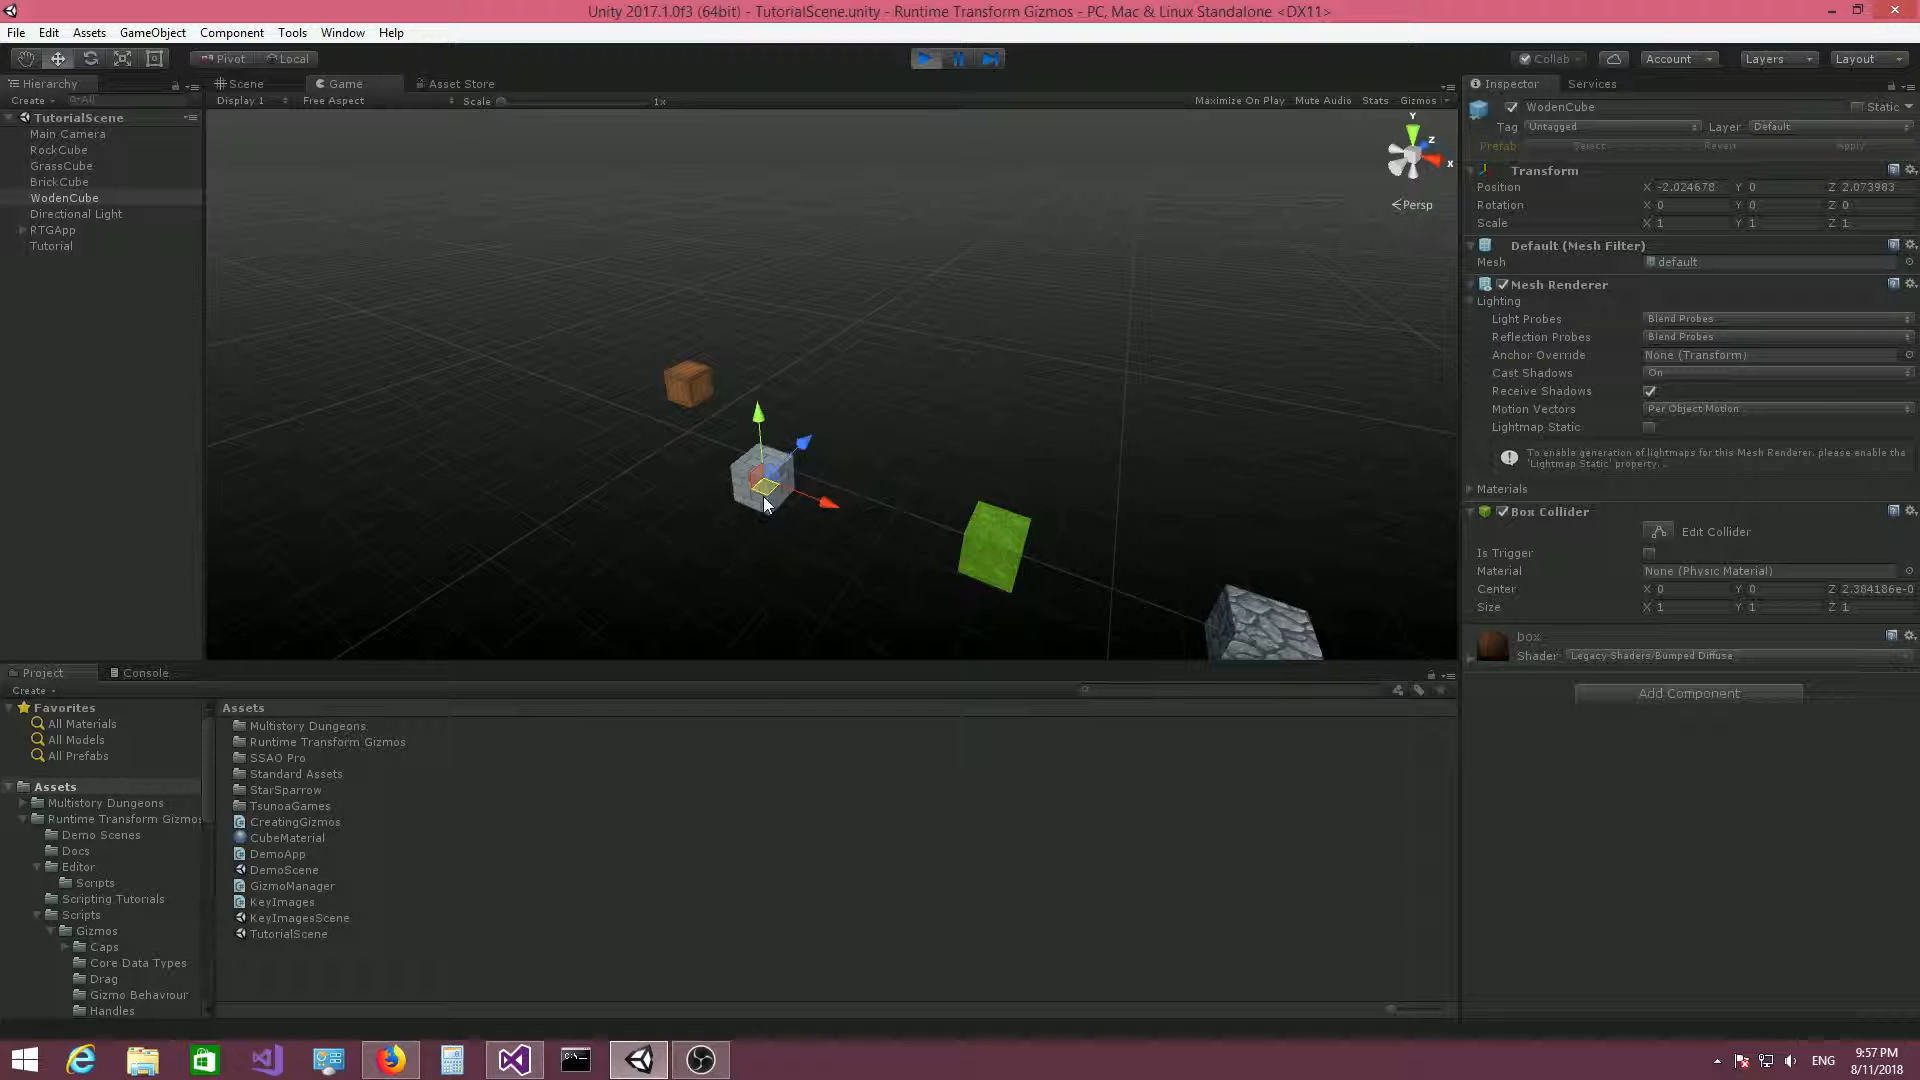 Unity 2017.1.0f3 (64bit) - TutorialScene.unity - Runtime Transform Gizmos - PC, Mac & Linux Standalone <DX11>
File Edit Assets GameObject Component Tools Window Help
Pivot Local Collab Account Layers Layout
Hierarchy Scene Game Asset Store Inspector Services
Create All Display 1 Free Aspect Scale 1x Maximize On Play Mute Audio Stats Gizmos
TutorialScene
Main Camera
RockCube
GrassCube
BrickCube
WodenCube
Directional Light
RTGApp
Tutorial
Y
Z
X
Persp
WodenCube Static
Tag Untagged Layer Default
Prefab Select Revert Apply
Transform
Position X -2.024678 Y 0 Z 2.073983
Rotation X 0 Y 0 Z 0
Scale X 1 Y 1 Z 1
Default (Mesh Filter)
Mesh default
Mesh Renderer
Lighting
Light Probes Blend Probes
Reflection Probes Blend Probes
Anchor Override None (Transform)
Cast Shadows On
Receive Shadows
Motion Vectors Per Object Motion
Lightmap Static
To enable generation of lightmaps for this Mesh Renderer, please enable the
'Lightmap Static' property.
Materials
Box Collider
Edit Collider
Is Trigger
Material None (Physic Material)
Center X 0 Y 0 Z 2.384186e-0
Size X 1 Y 1 Z 1
box
Shader Legacy Shaders/Bumped Diffuse
Add Component
Project Console
Create
Favorites
All Materials
All Models
All Prefabs
Assets
Multistory Dungeons
Runtime Transform Gizmos
Demo Scenes
Docs
Editor
Scripts
Scripting Tutorials
Scripts
Gizmos
Caps
Core Data Types
Drag
Gizmo Behaviour
Handles
Assets
Multistory Dungeons
Runtime Transform Gizmos
SSAO Pro
Standard Assets
StarSparrow
TsunoaGames
CreatingGizmos
CubeMaterial
DemoApp
DemoScene
GizmoManager
KeyImages
KeyImagesScene
TutorialScene
ENG
9:57 PM
8/11/2018